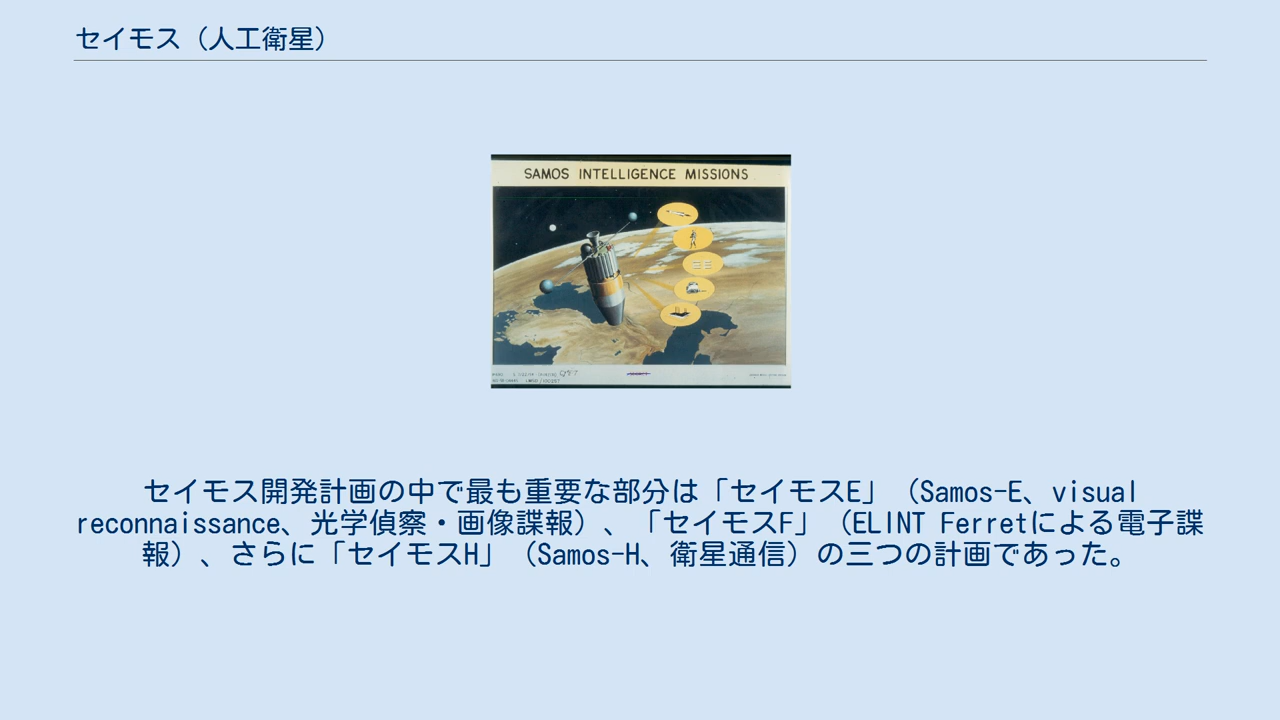 セイモス（人工衛星）
SAMOS INTELLIGENCE MISSIONS
セイモス開発計画の中で最も重要な部分は「セイモスE」（Samos-E、visual
reconnaissance、光学偵察・画像諜報）、「セイモスF」（ELINT Ferretによる電子諜
報）、さらに「セイモスH」（Samos-H、衛星通信）の三つの計画であった。